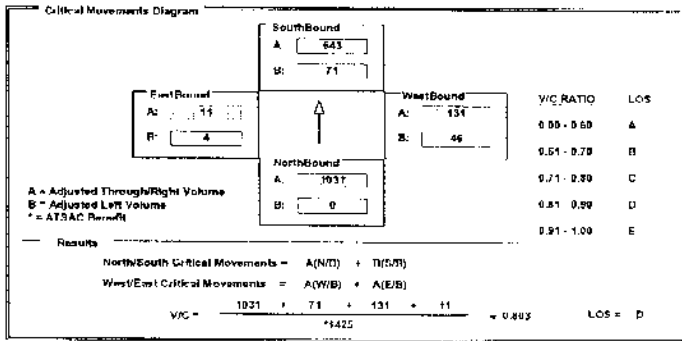 Critical Movements Diagram
SouthBound
A: 643
B: 71
EastBound
A: 11
B: 4
WestBound
A: 131
B: 46
NorthBound
A: 1031
B: 0
V/C RATIO LOS
0.00 - 0.60 A
0.61 - 0.70 B
0.71 - 0.80 C
0.81 - 0.90 D
0.91 - 1.00 E
A = Adjusted Through/Right Volume
B = Adjusted Left Volume
* = ATSAC Benefit
Results
North/South Critical Movements = A(N/B) + B(S/B)
West/East Critical Movements = A(W/B) + A(E/B)
V/C = 1031 + 71 + 131 + 11 = 0.803 LOS = D
*1425